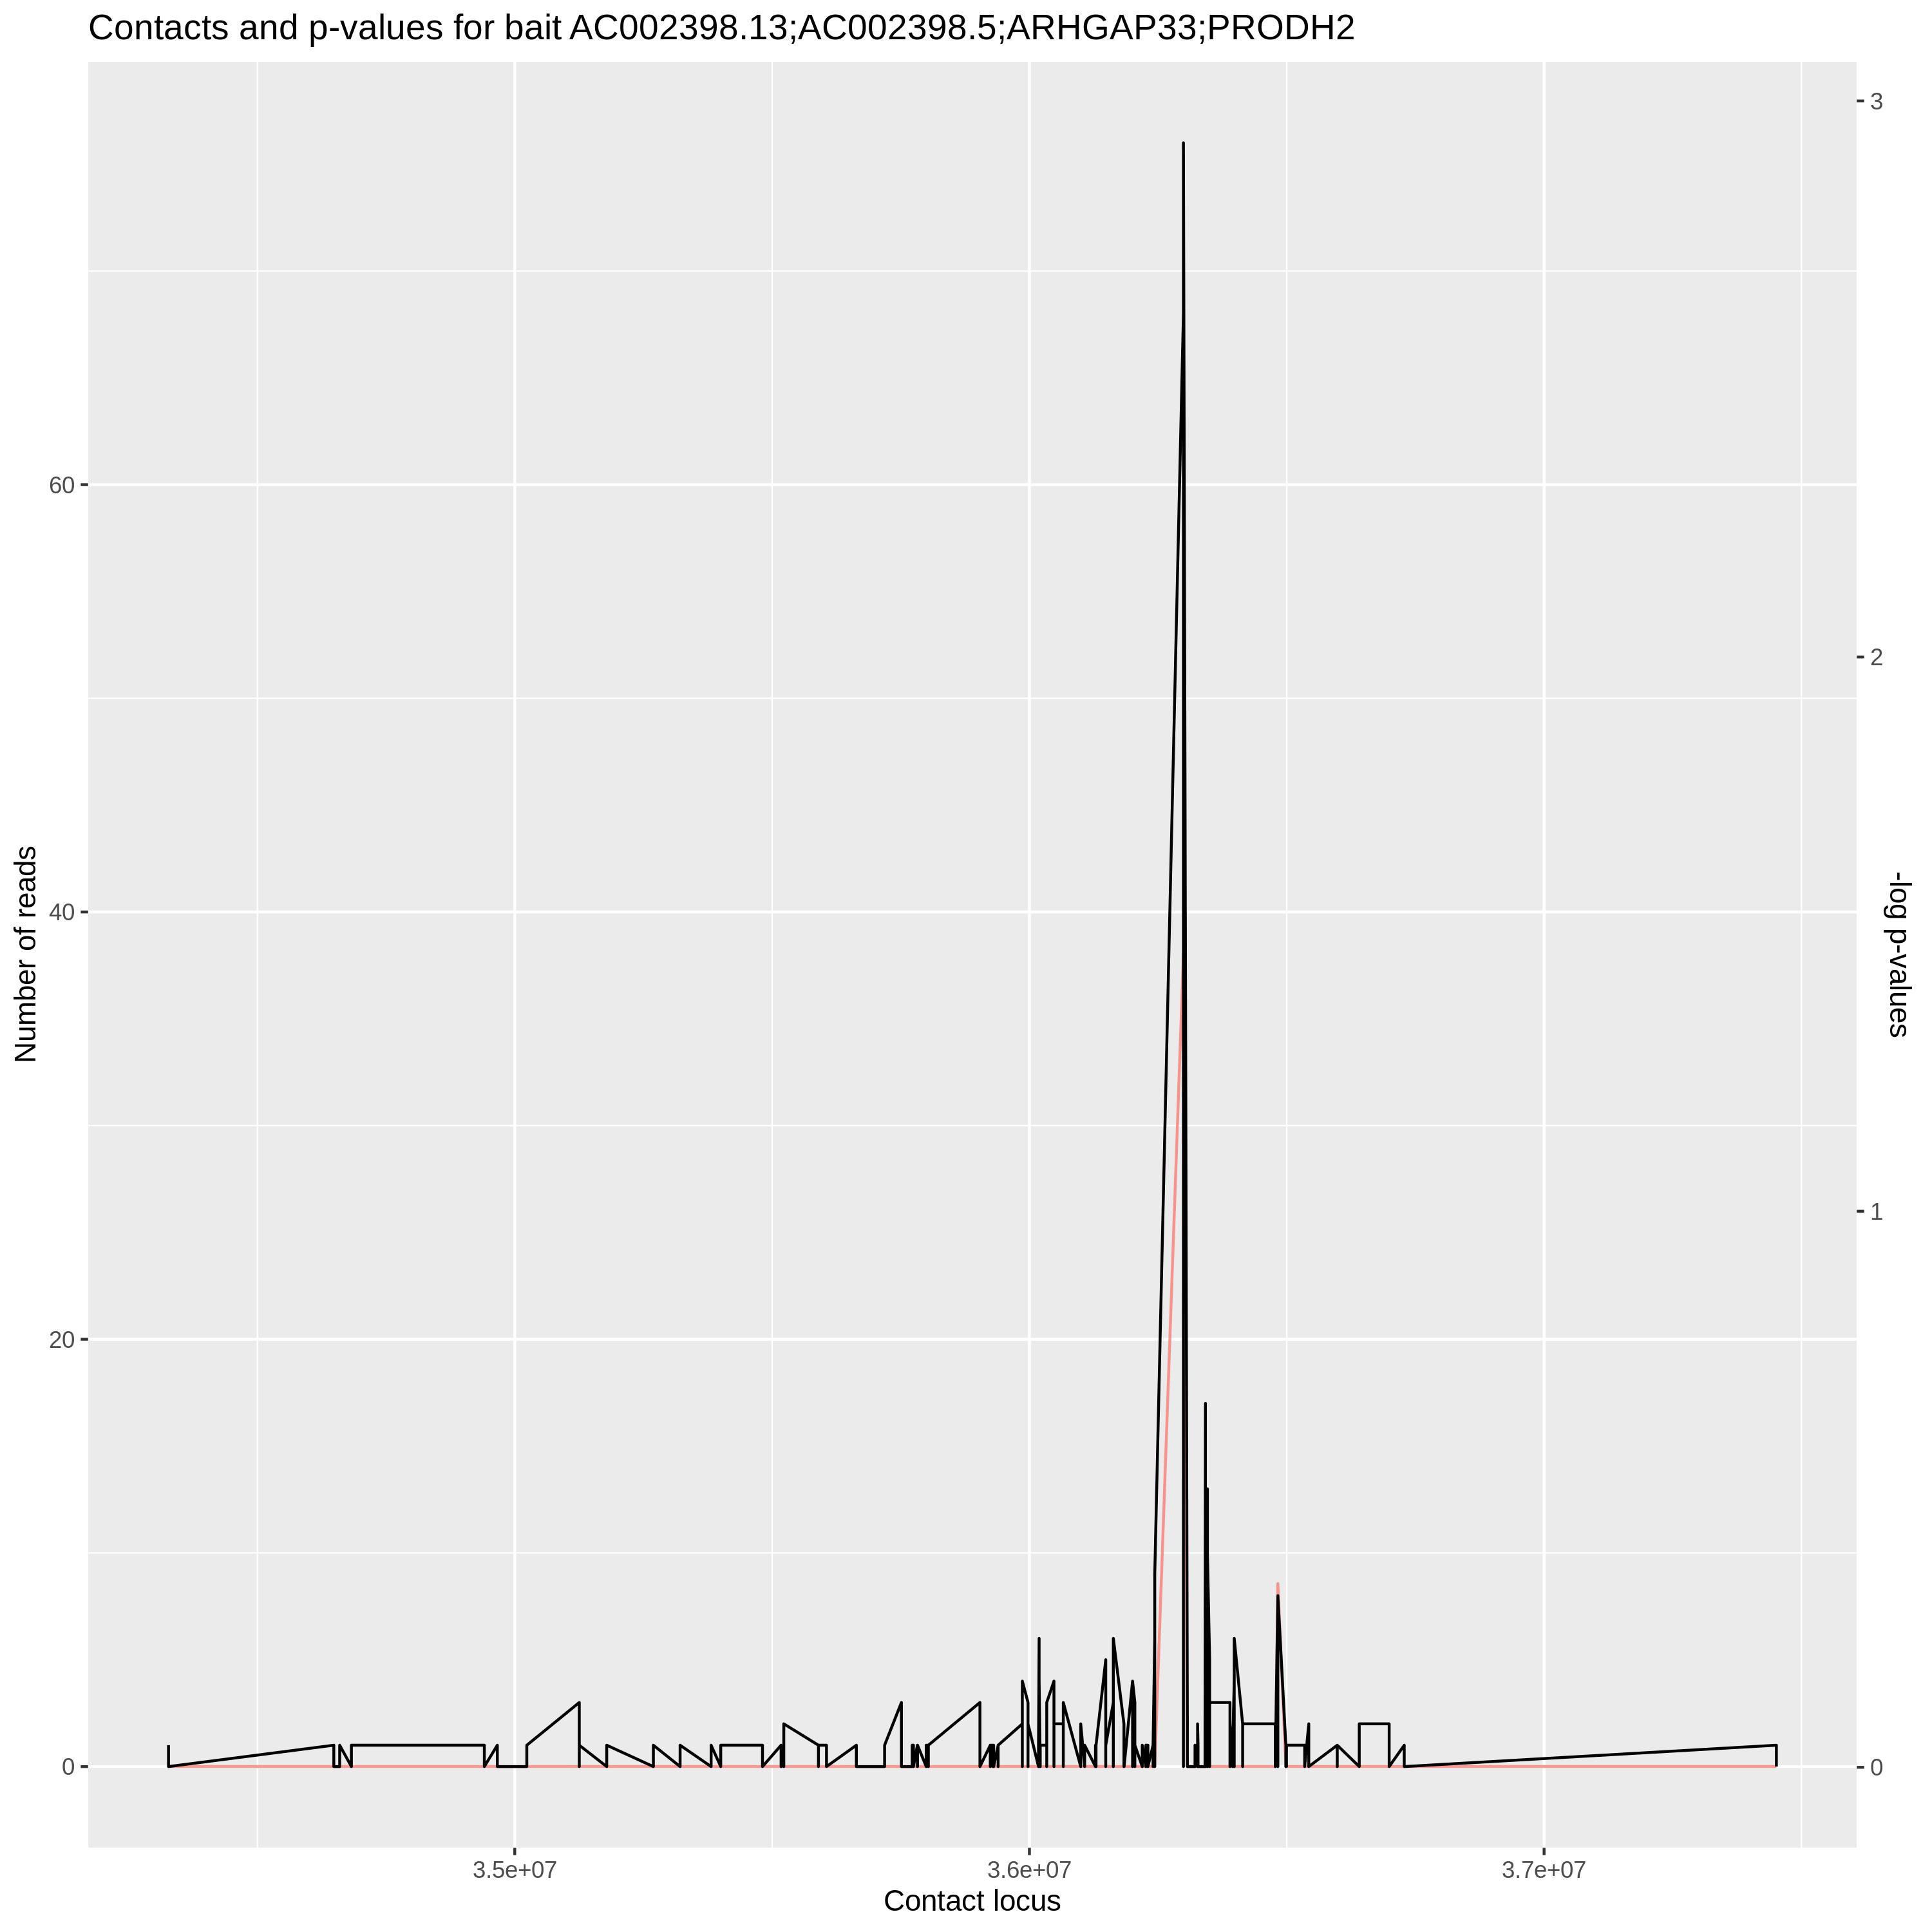 Contacts and p-values for bait AC002398.13;AC002398.5;ARHGAP33;PRODH2
3
60
2
40
Number of reads
-log p-values
1
20
0
0
3.5e+07
3.6e+07
3.7e+07
Contact locus